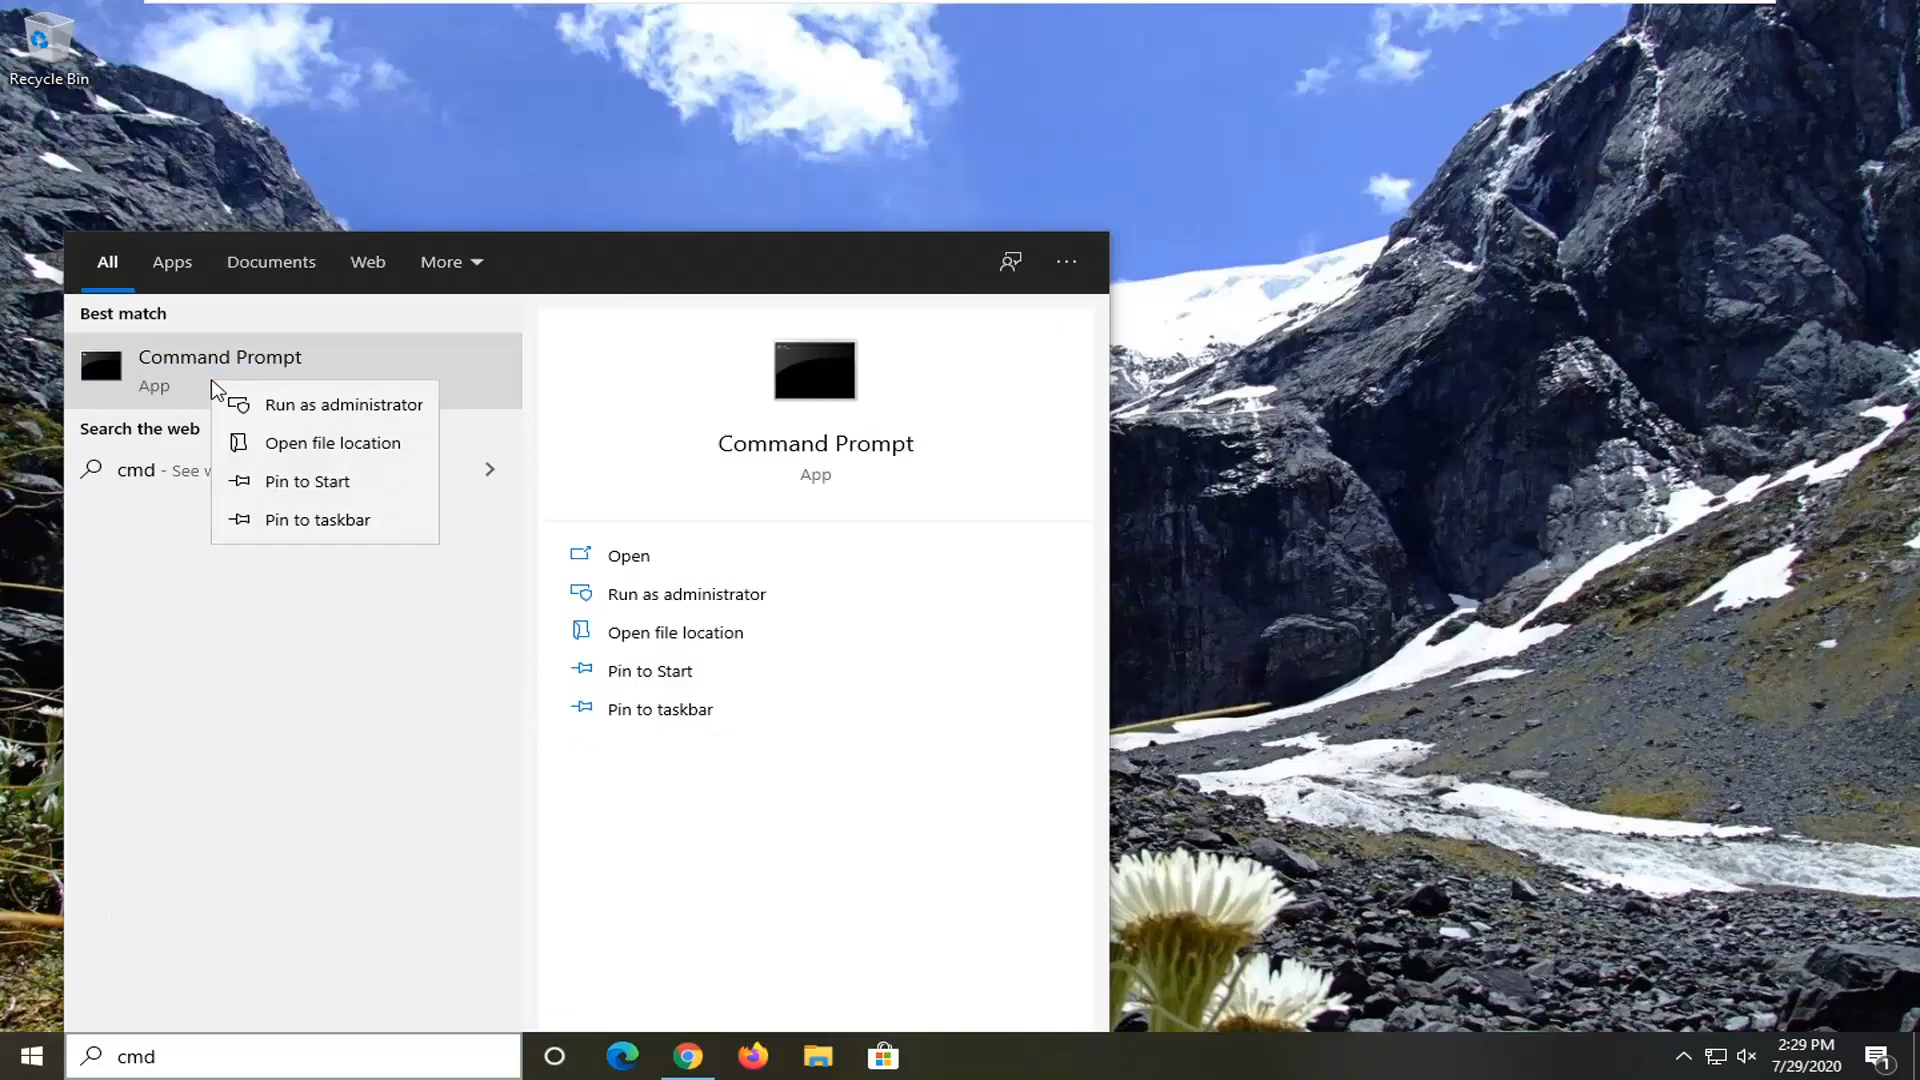 Recycle Bin
All Apps Documents Web More
Best match
Command Prompt
App
Search the web
cmd - See
Run as administrator
Open file location
Pin to Start
Pin to taskbar
Command Prompt
App
Open
Run as administrator
Open file location
Pin to Start
Pin to taskbar
cmd
2:29 PM
7/29/2020
1